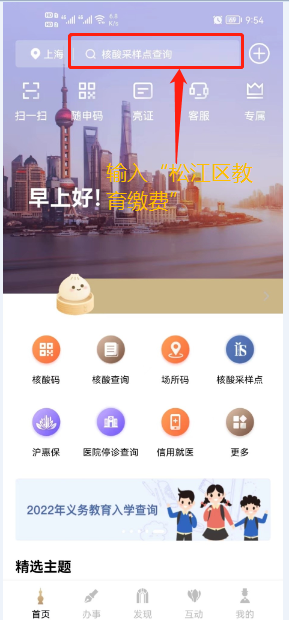 HD 9:54
上海 核酸采样点查询
扫一扫 随申码 亮证 客服 专属
输入“松江区教
早上好! 育缴费”
核酸码 核酸查询 场所码 核酸采样点
沪惠保 医院停诊查询 信用就医 更多
2022年义务教育入学查询
精选主题
首页 办事 发现 互动 我的